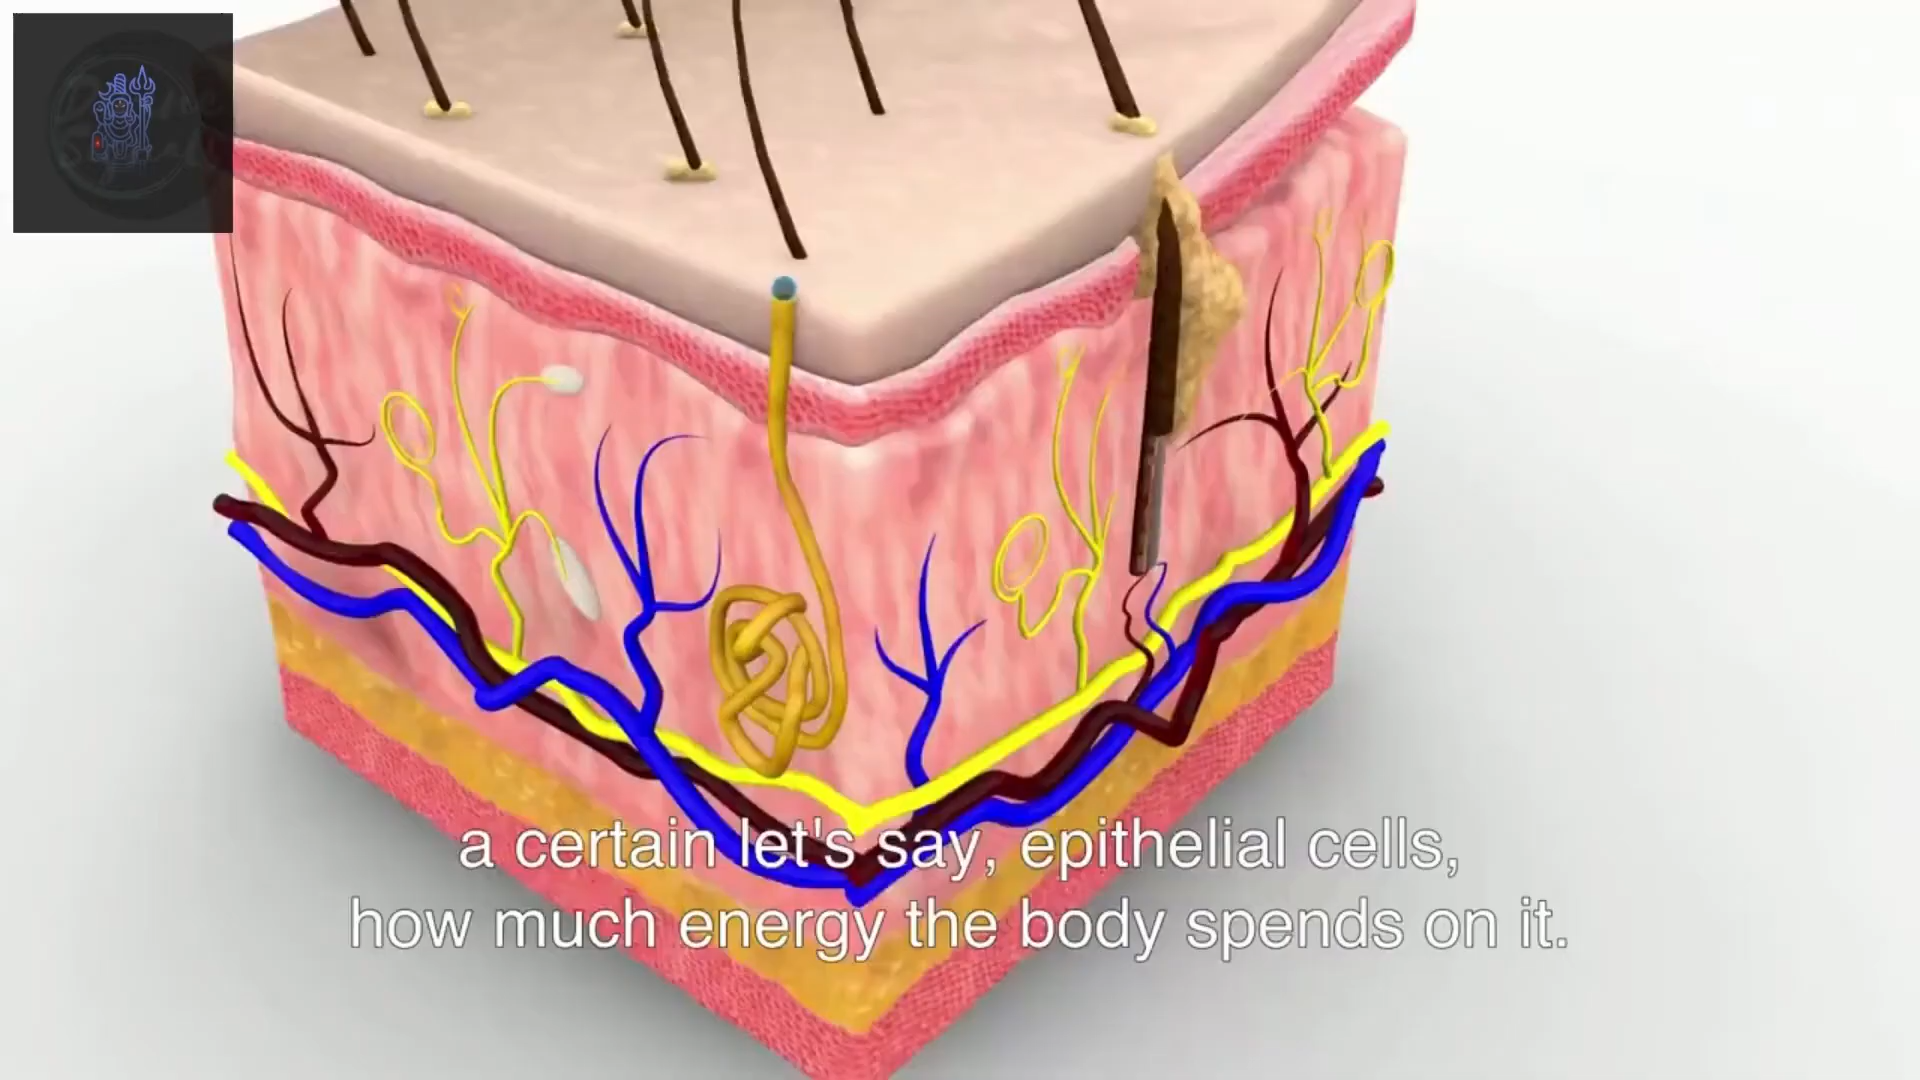 a certain let's say, epithelial cells,
how much energy the body spends on it.